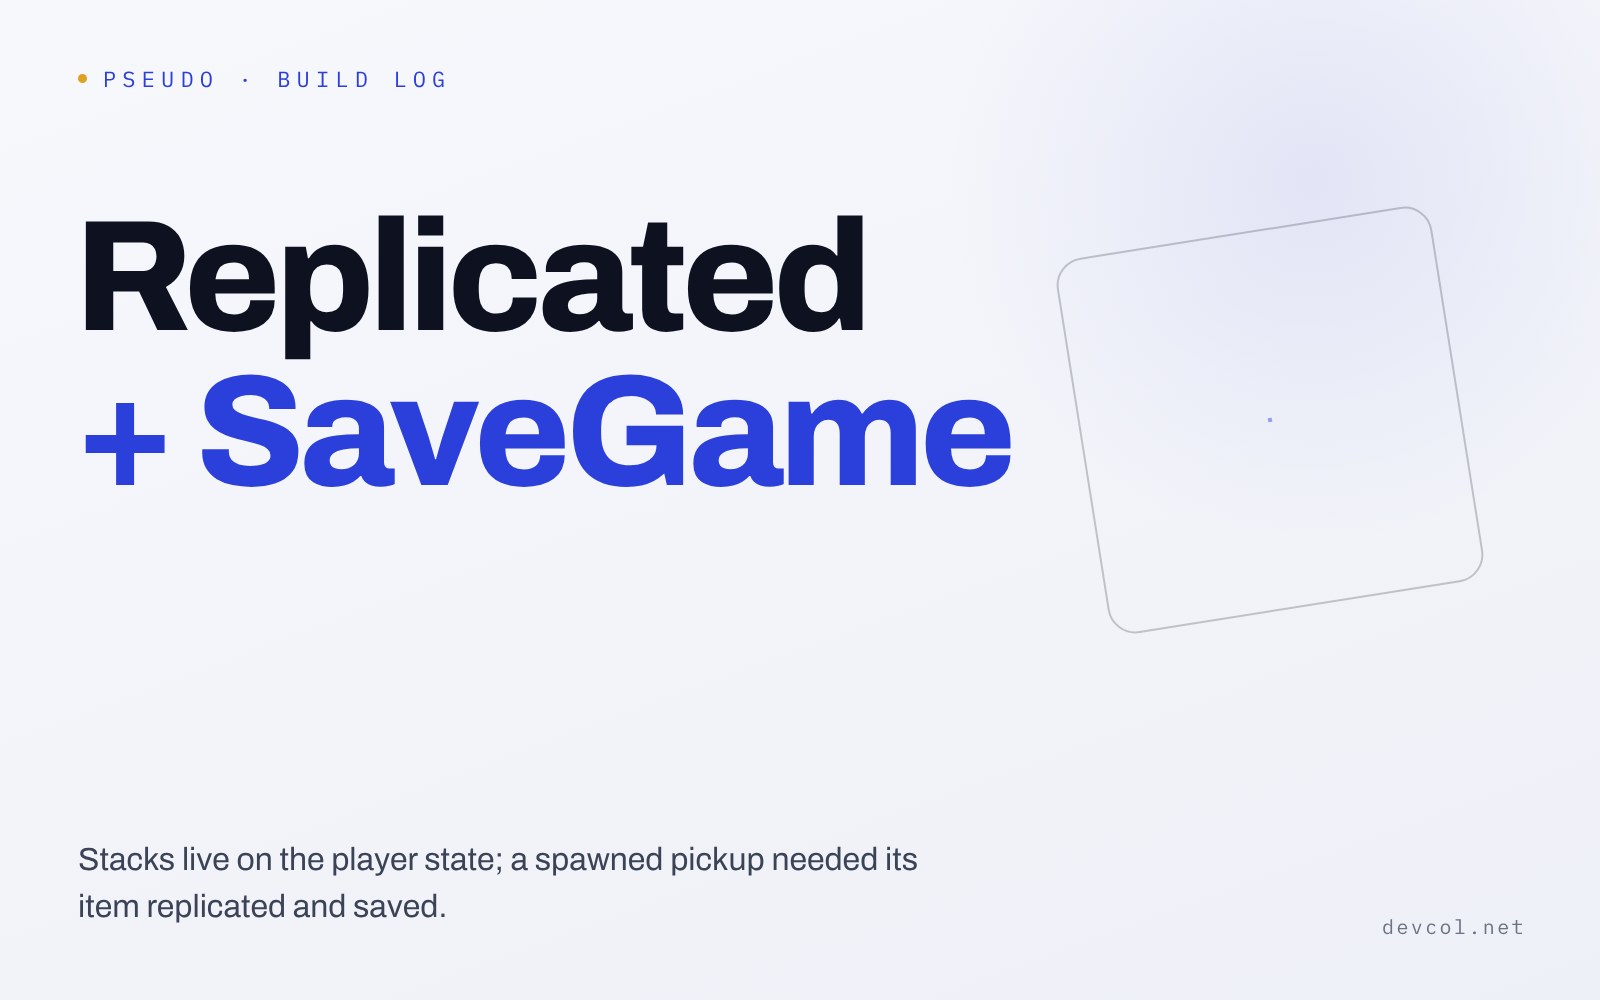 PSEUDO · BUILD LOG
Replicated
+ SaveGame
Stacks live on the player state; a spawned pickup needed its
item replicated and saved.
devcol.net